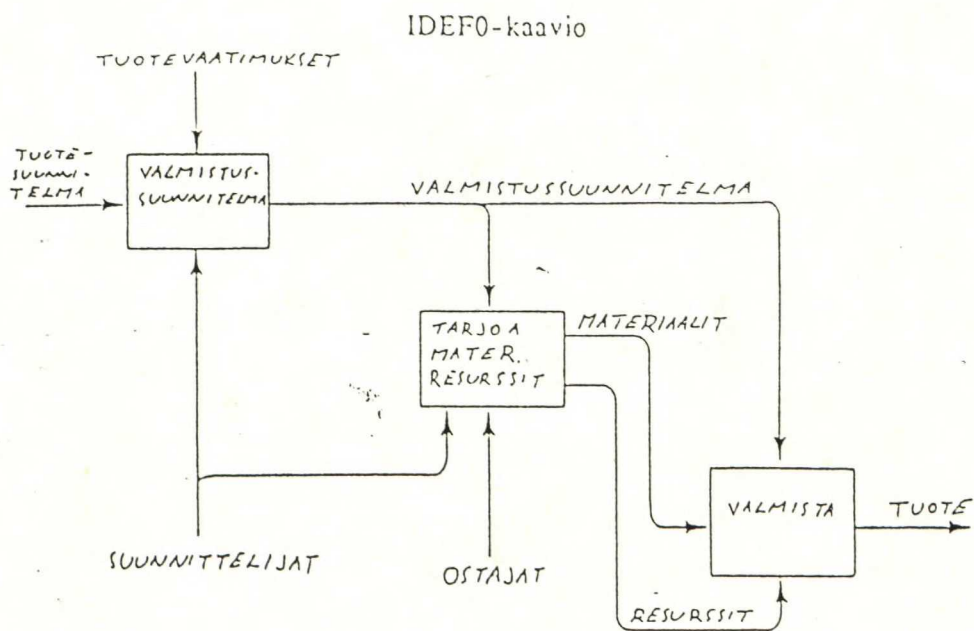 IDEF0-kaavio
TUOTEVAATIMUKSET
TUOTE-
SUUNNI-
TELMA
VALMISTUS-
SUUNNITELMA
VALMISTUSSUUNNITELMA
TARJOA
MATER.
RESURSSIT
MATERIAALIT
VALMISTA
TUOTE
SUUNNITTELIJAT
OSTAJAT
RESURSSIT